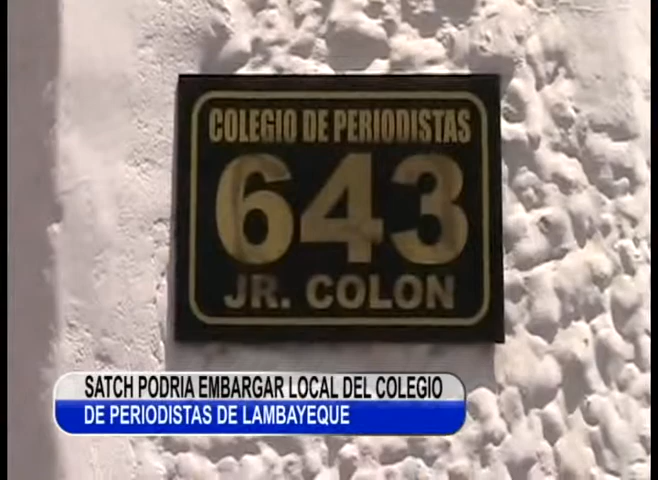 COLEGIO DE PERIODISTAS
643
JR. COLON
SATCH PODRIA EMBARGAR LOCAL DEL COLEGIO
DE PERIODISTAS DE LAMBAYEQUE